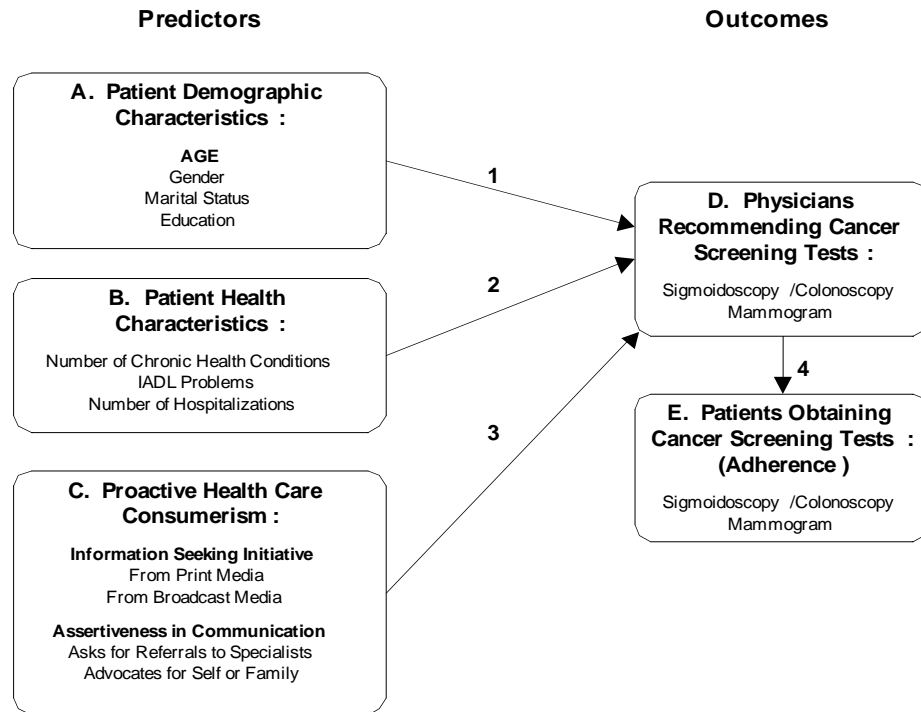 Predictors
Outcomes
A. Patient Demographic
Characteristics :
AGE
Gender
Marital Status
Education
1
B. Patient Health
Characteristics :
Number of Chronic Health Conditions
IADL Problems
Number of Hospitalizations
2
C. Proactive Health Care
Consumerism :
Information Seeking Initiative
From Print Media
From Broadcast Media
Assertiveness in Communication
Asks for Referrals to Specialists
Advocates for Self or Family
3
D. Physicians
Recommending Cancer
Screening Tests :
Sigmoidoscopy /Colonoscopy
Mammogram
4
E. Patients Obtaining
Cancer Screening Tests :
(Adherence )
Sigmoidoscopy /Colonoscopy
Mammogram